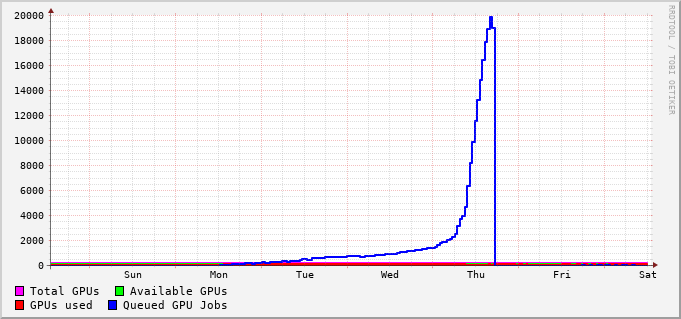 RRDTOOL / TOBI OETIKER
20000
18000
16000
14000
12000
10000
8000
6000
4000
2000
0
Sun Mon Tue Wed Thu Fri Sat
Total GPUs Available GPUs
GPUs used Queued GPU Jobs